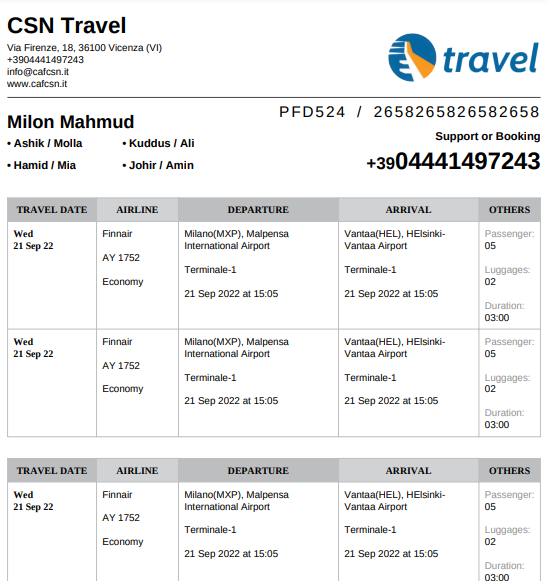 CSN Travel
Via Firenze, 18, 36100 Vicenza (VI)
+3904441497243
info@cafcsn.it
www.cafcsn.it
travel
PFD524 / 2658265826582658
Milon Mahmud
Support or Booking
• Ashik / Molla • Kuddus / Ali
• Hamid / Mia • Johir / Amin
+3904441497243
TRAVEL DATE AIRLINE DEPARTURE ARRIVAL OTHERS
Wed
21 Sep 22
Finnair
AY 1752
Economy
Milano(MXP), Malpensa
International Airport
Terminale-1
21 Sep 2022 at 15:05
Vantaa(HEL), HElsinki-
Vantaa Airport
Terminale-1
21 Sep 2022 at 15:05
Passenger:
05
Luggages:
02
Duration:
03:00
Wed
21 Sep 22
Finnair
AY 1752
Economy
Milano(MXP), Malpensa
International Airport
Terminale-1
21 Sep 2022 at 15:05
Vantaa(HEL), HElsinki-
Vantaa Airport
Terminale-1
21 Sep 2022 at 15:05
Passenger:
05
Luggages:
02
Duration:
03:00
TRAVEL DATE AIRLINE DEPARTURE ARRIVAL OTHERS
Wed
21 Sep 22
Finnair
AY 1752
Economy
Milano(MXP), Malpensa
International Airport
Terminale-1
21 Sep 2022 at 15:05
Vantaa(HEL), HElsinki-
Vantaa Airport
Terminale-1
21 Sep 2022 at 15:05
Passenger:
05
Luggages:
02
Duration:
03:00